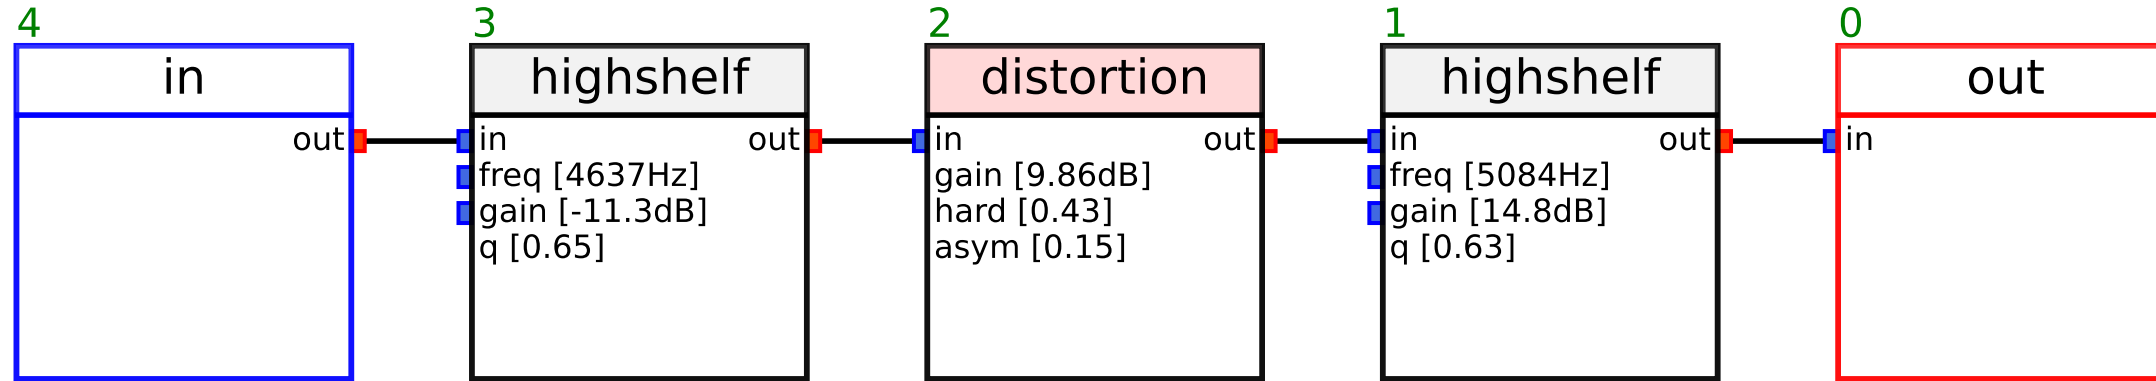 4
in
out
3
highshelf
in out
freq [4637Hz]
gain [-11.3dB]
q [0.65]
2
distortion
in out
gain [9.86dB]
hard [0.43]
asym [0.15]
1
highshelf
in out
freq [5084Hz]
gain [14.8dB]
q [0.63]
0
out
in